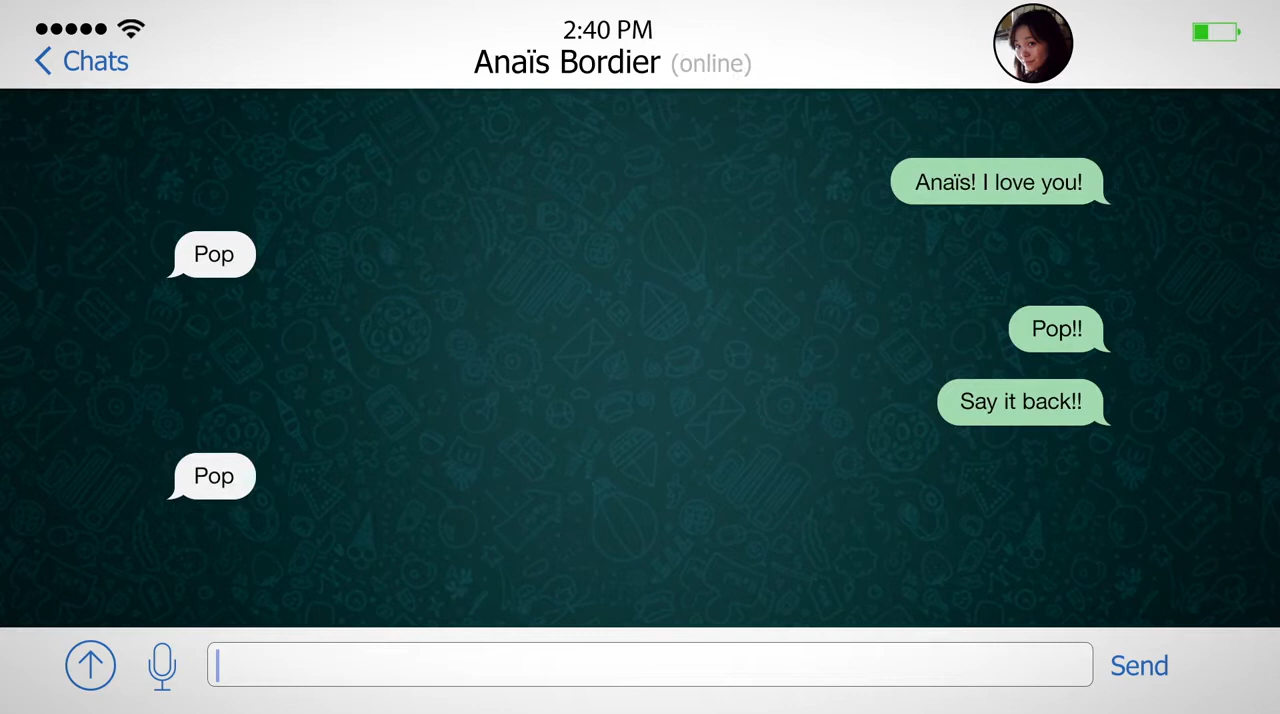 2:40 PM
Chats
Anaïs Bordier (online)
Anaïs! I love you!
Pop
Pop!!
Say it back!!
Pop
Send